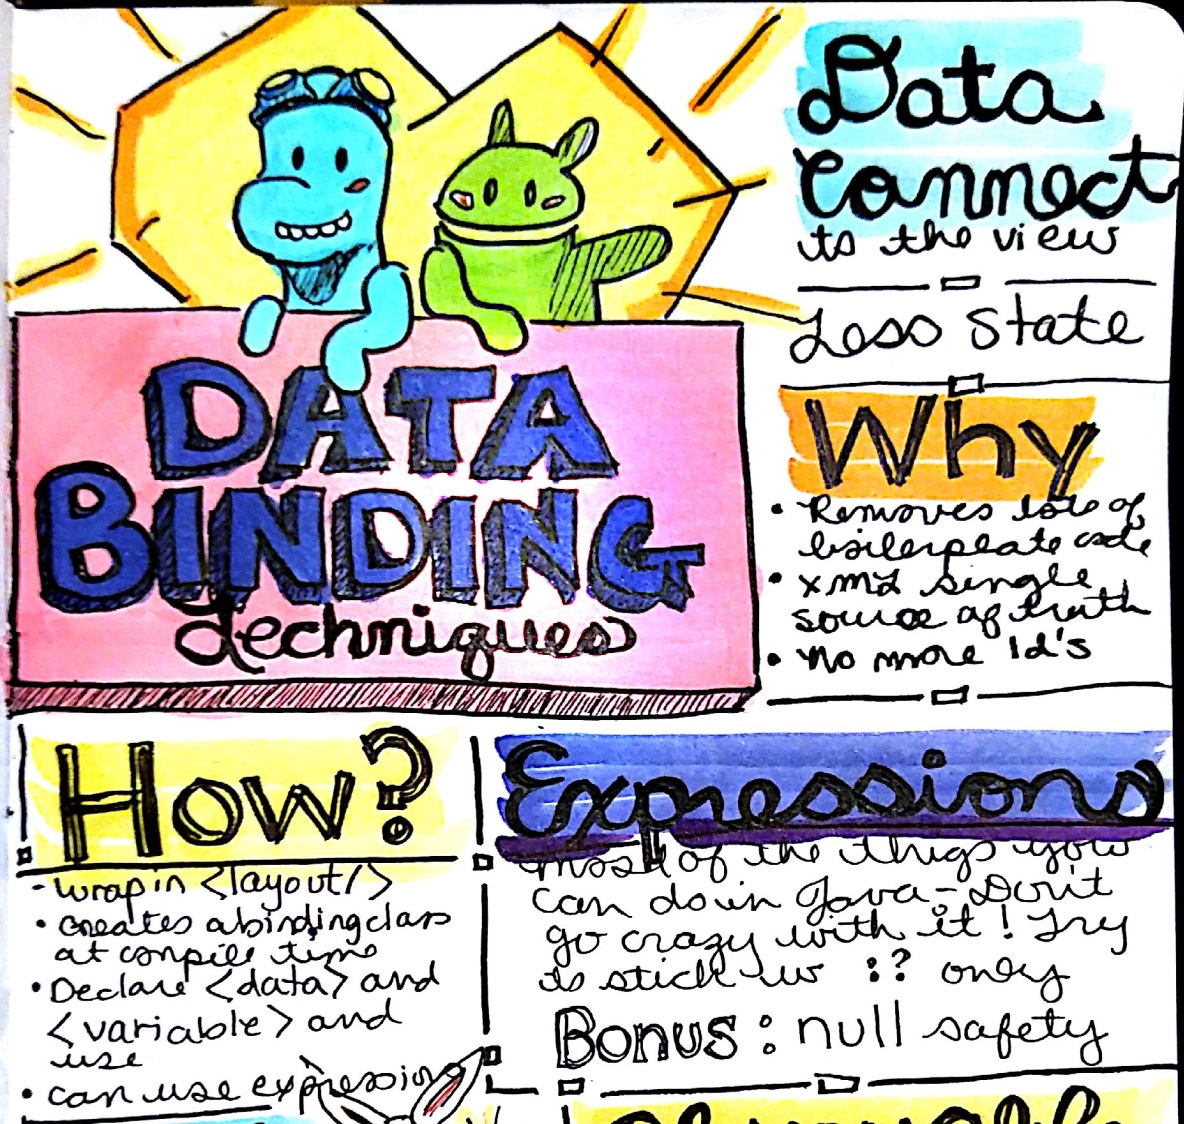 DATA
BINDING
techniques
Data
Connect
to the view
Less State
Why
• Removes lots of
boilerplate code
• XML single
source of truth
• No more Id's
How?
- wrap in <layout/>
• creates a binding class
at compile time
• Declare <data> and
<variable> and
use
• can use expression
Expressions
most of the things you
can do in Java - Don't
go crazy with it! Try
to stick w :? only
Bonus: null safety